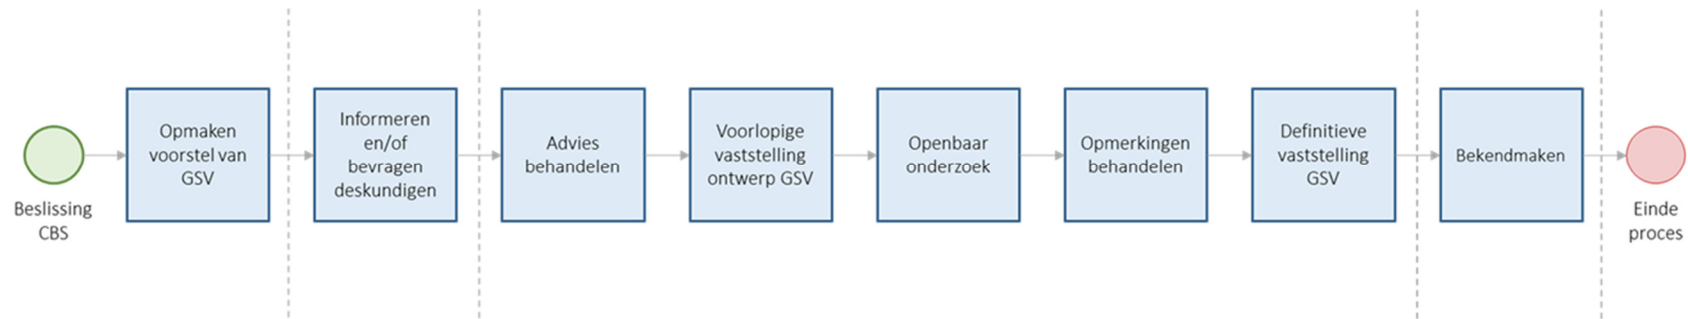 Beslissing
CBS
Opmaken
voorstel van
GSV
Informeren
en/of
bevragen
deskundigen
Advies
behandelen
Voorlopige
vaststelling
ontwerp GSV
Openbaar
onderzoek
Opmerkingen
behandelen
Definitieve
vaststelling
GSV
Bekendmaken
Einde
proces